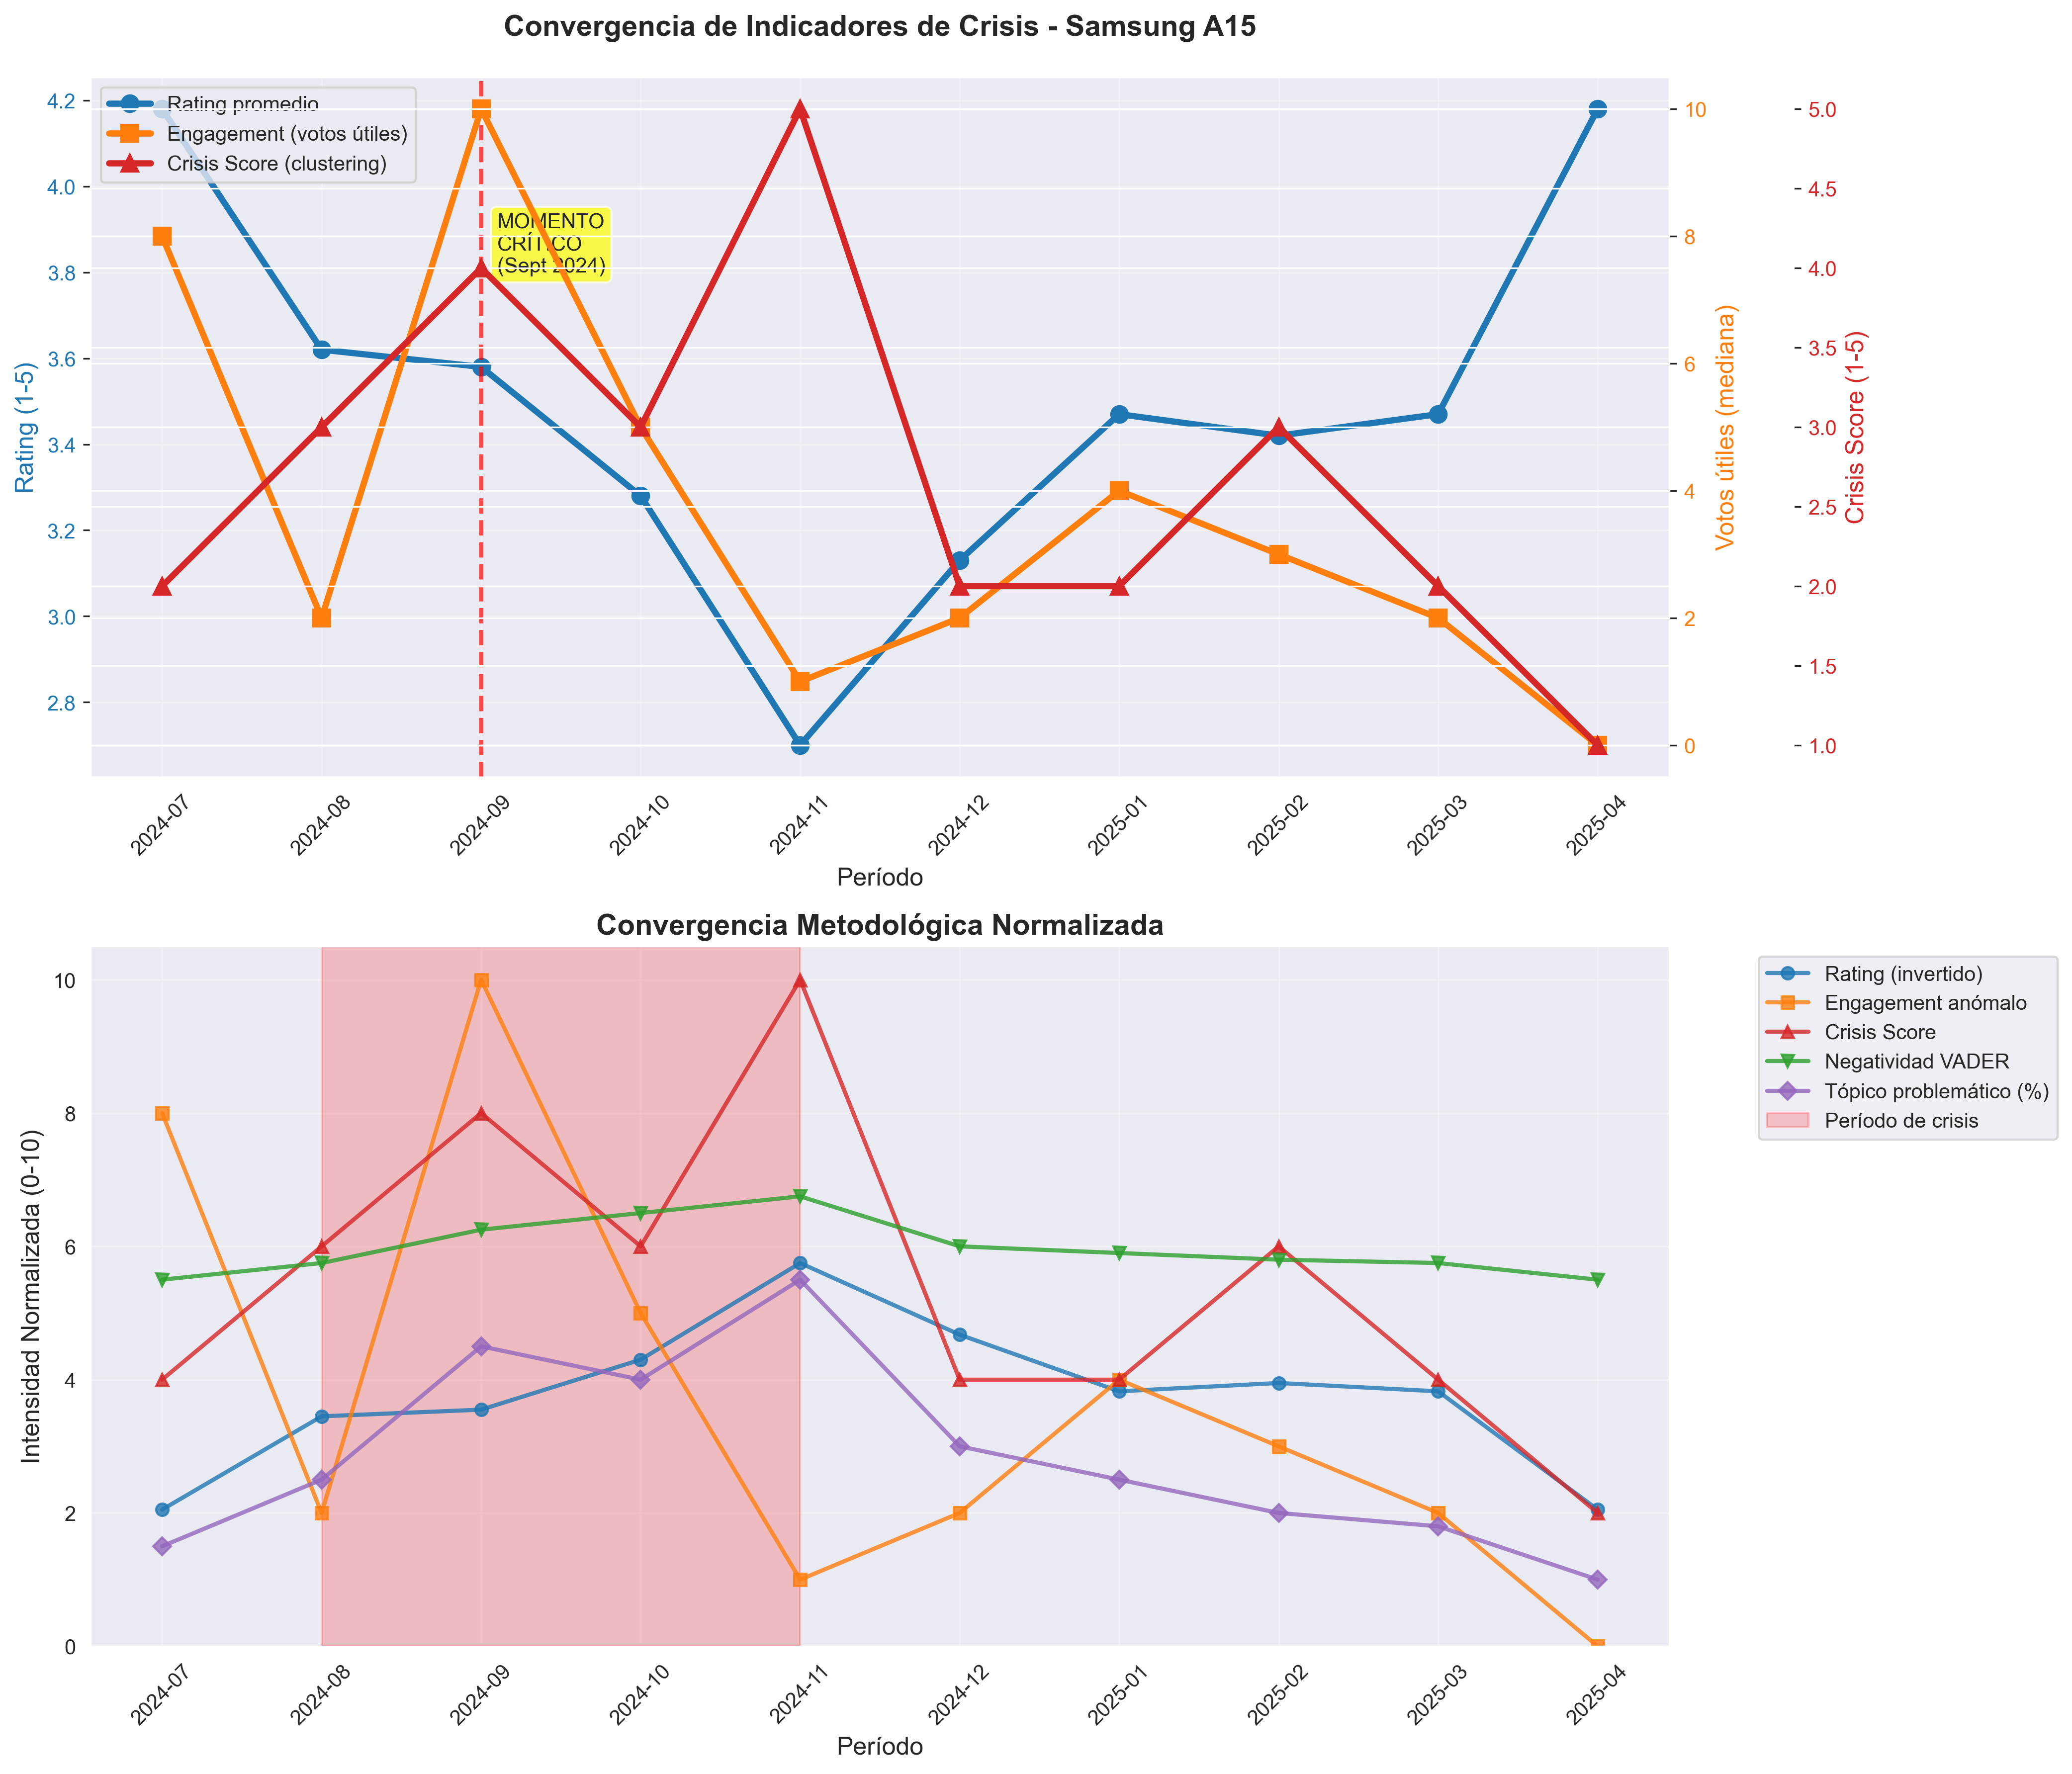 Convergencia de Indicadores de Crisis - Samsung A15
Rating promedio
Engagement (votos útiles)
Crisis Score (clustering)
MOMENTO
CRÍTICO
(Sept 2024)
Rating (1-5)
4.2
4.0
3.8
3.6
3.4
3.2
3.0
2.8
10
8
6
4
2
0
Votos útiles (mediana)
5.0
4.5
4.0
3.5
3.0
2.5
2.0
1.5
1.0
Crisis Score (1-5)
2024-07
2024-08
2024-09
2024-10
2024-11
2024-12
2025-01
2025-02
2025-03
2025-04
Período
Convergencia Metodológica Normalizada
Intensidad Normalizada (0-10)
10
8
6
4
2
0
Rating (invertido)
Engagement anómalo
Crisis Score
Negatividad VADER
Tópico problemático (%)
Período de crisis
2024-07
2024-08
2024-09
2024-10
2024-11
2024-12
2025-01
2025-02
2025-03
2025-04
Período